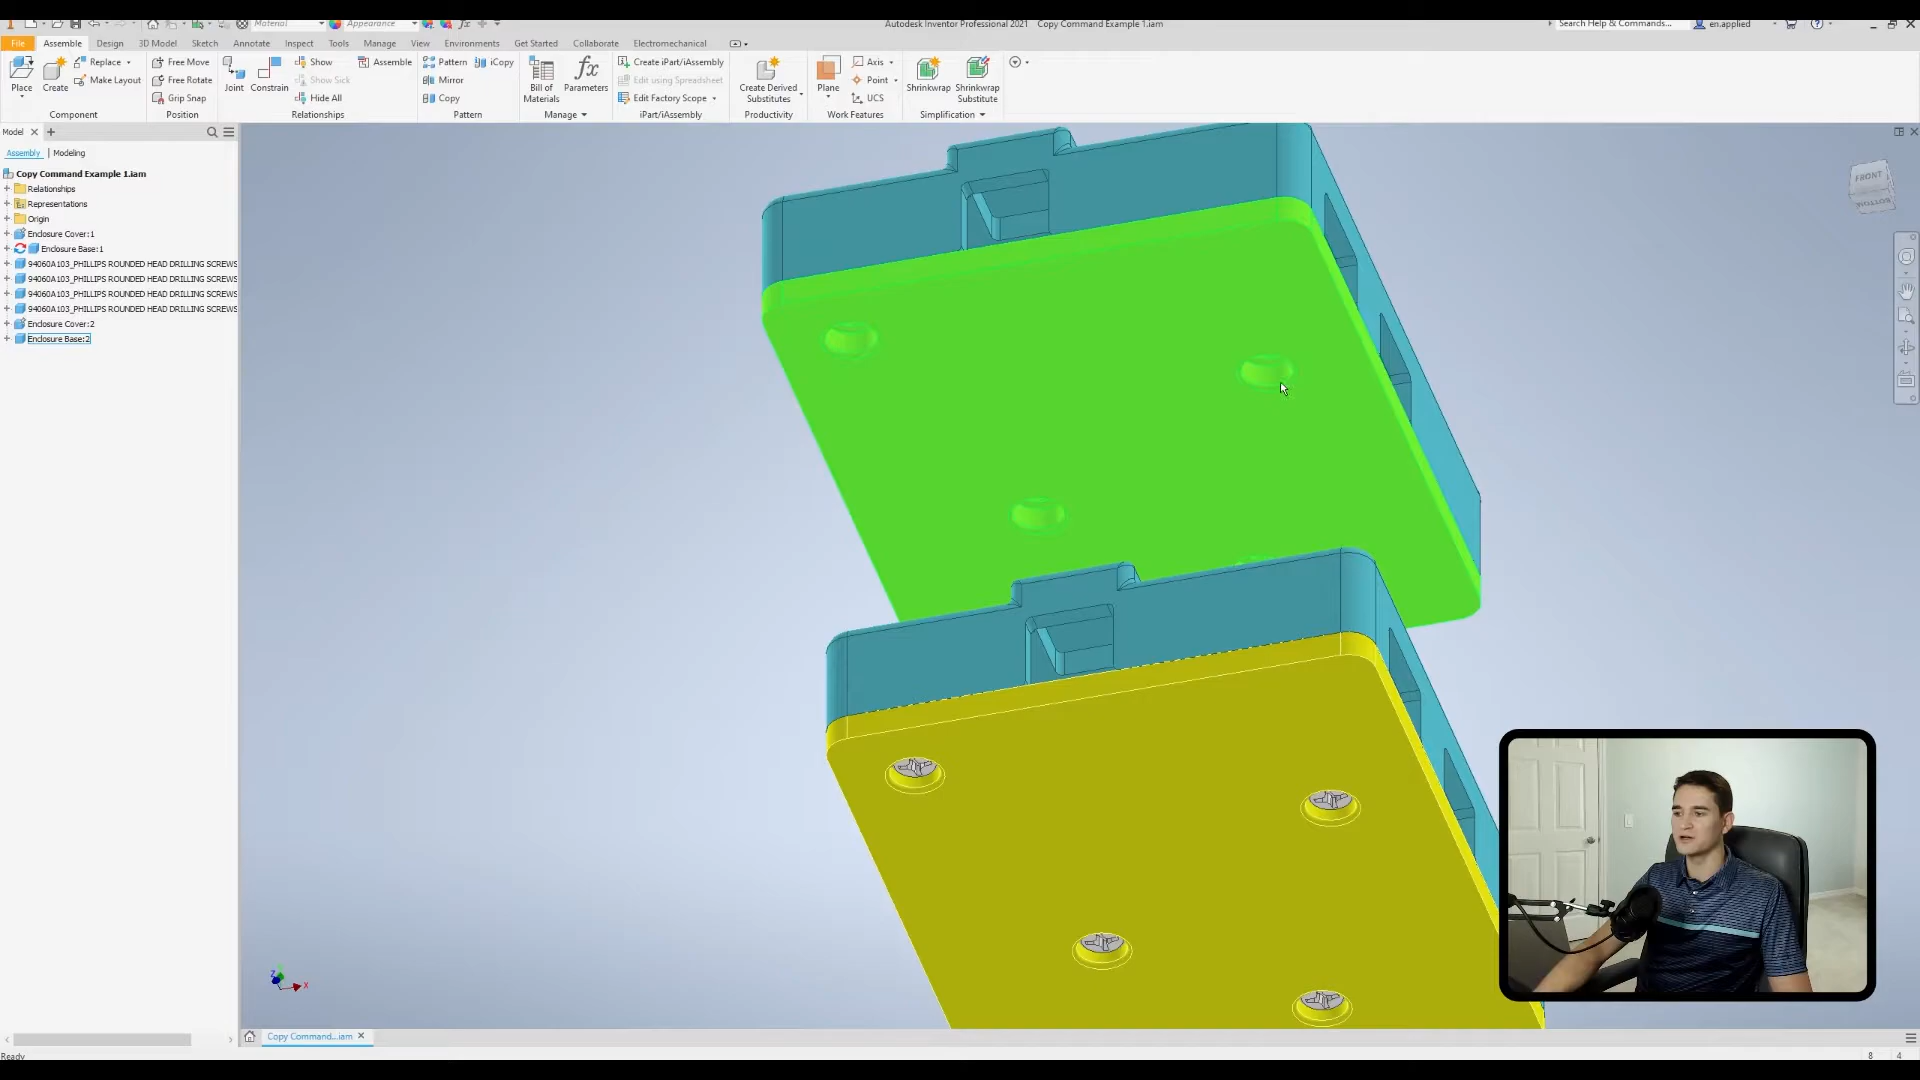 Material
Appearance
Autodesk Inventor Professional 2021 Copy Command Example 1.iam
Search Help & Commands...
en.applied
File Assemble Design 3D Model Sketch Annotate Inspect Tools Manage View Environments Get Started Collaborate Electromechanical
Place
Create
Replace
Make Layout
Component
Free Move
Free Rotate
Grip Snap
Position
Joint
Constrain
Show
Show Sick
Hide All
Relationships
Assemble
Pattern
Mirror
Copy
iCopy
Pattern
Bill of
Materials
Parameters
Manage
Create iPart/iAssembly
Edit using Spreadsheet
Edit Factory Scope
iPart/iAssembly
Create Derived
Substitutes
Productivity
Plane
Axis
Point
UCS
Work Features
Shrinkwrap
Shrinkwrap
Substitute
Simplification
Model
Assembly | Modeling
Copy Command Example 1.iam
Relationships
Representations
Origin
Enclosure Cover:1
Enclosure Base:1
94060A103_PHILLIPS ROUNDED HEAD DRILLING SCREWS
94060A103_PHILLIPS ROUNDED HEAD DRILLING SCREWS
94060A103_PHILLIPS ROUNDED HEAD DRILLING SCREWS
94060A103_PHILLIPS ROUNDED HEAD DRILLING SCREWS
Enclosure Cover:2
Enclosure Base:2
FRONT
BOTTOM
Z
X
Copy Command...iam
Ready
8 4